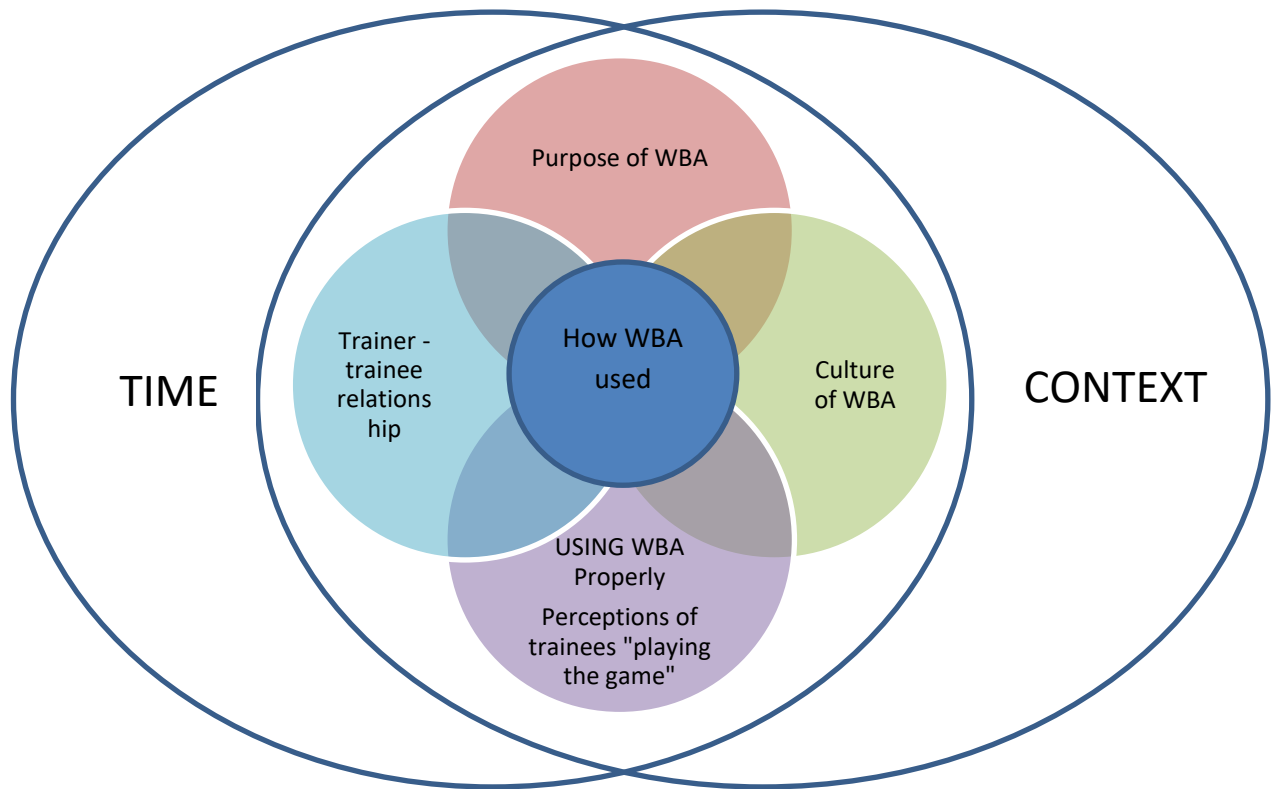 Purpose of WBA
TIME
Trainer -
trainee
relations
hip
How WBA
used
Culture
of WBA
CONTEXT
USING WBA
Properly
Perceptions of
trainees "playing
the game"